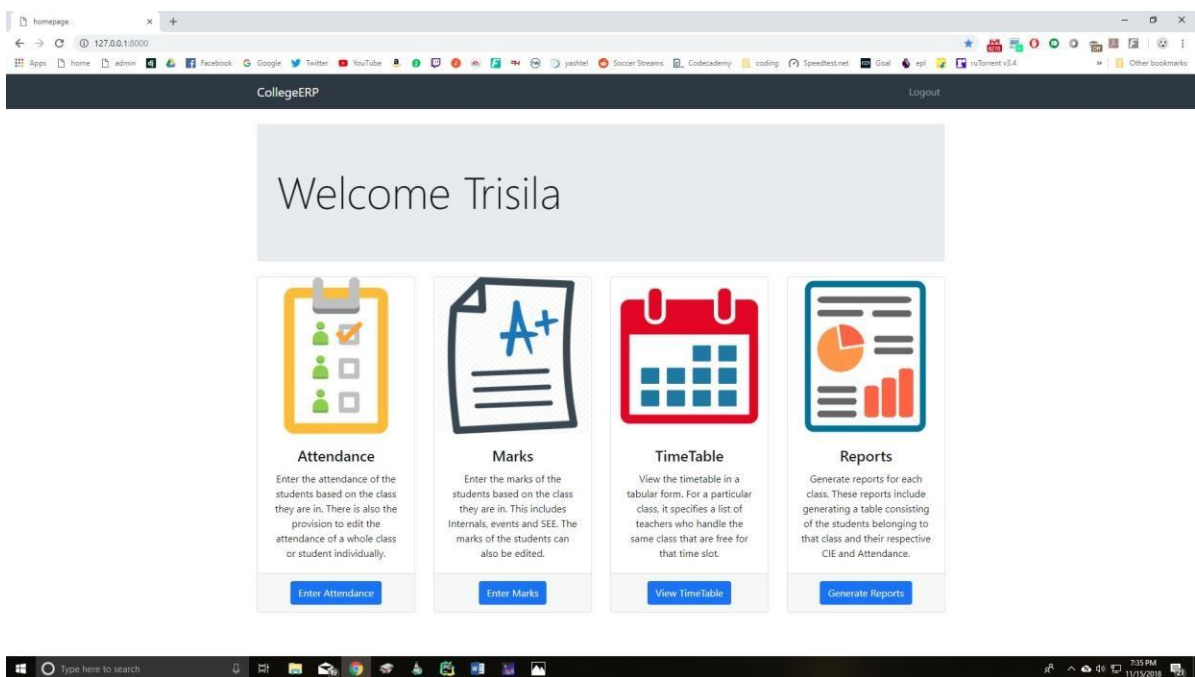 homepage
127.0.0.1:8000
Apps home admin Facebook Google Twitter YouTube yashtel Soccer Streams Codecademy coding Speedtest.net Goal epl ruTorrent v3.4 Other bookmarks
CollegeERP Logout
Welcome Trisila
A+
Attendance
Enter the attendance of the
students based on the class
they are in. There is also the
provision to edit the
attendance of a whole class
or student individually.
Enter Attendance
Marks
Enter the marks of the
students based on the class
they are in. This includes
Internals, events and SEE. The
marks of the students can
also be edited.
Enter Marks
TimeTable
View the timetable in a
tabular form. For a particular
class, it specifies a list of
teachers who handle the
same class that are free for
that time slot.
View TimeTable
Reports
Generate reports for each
class. These reports include
generating a table consisting
of the students belonging to
that class and their respective
CIE and Attendance.
Generate Reports
Type here to search
7:35 PM
11/15/2018